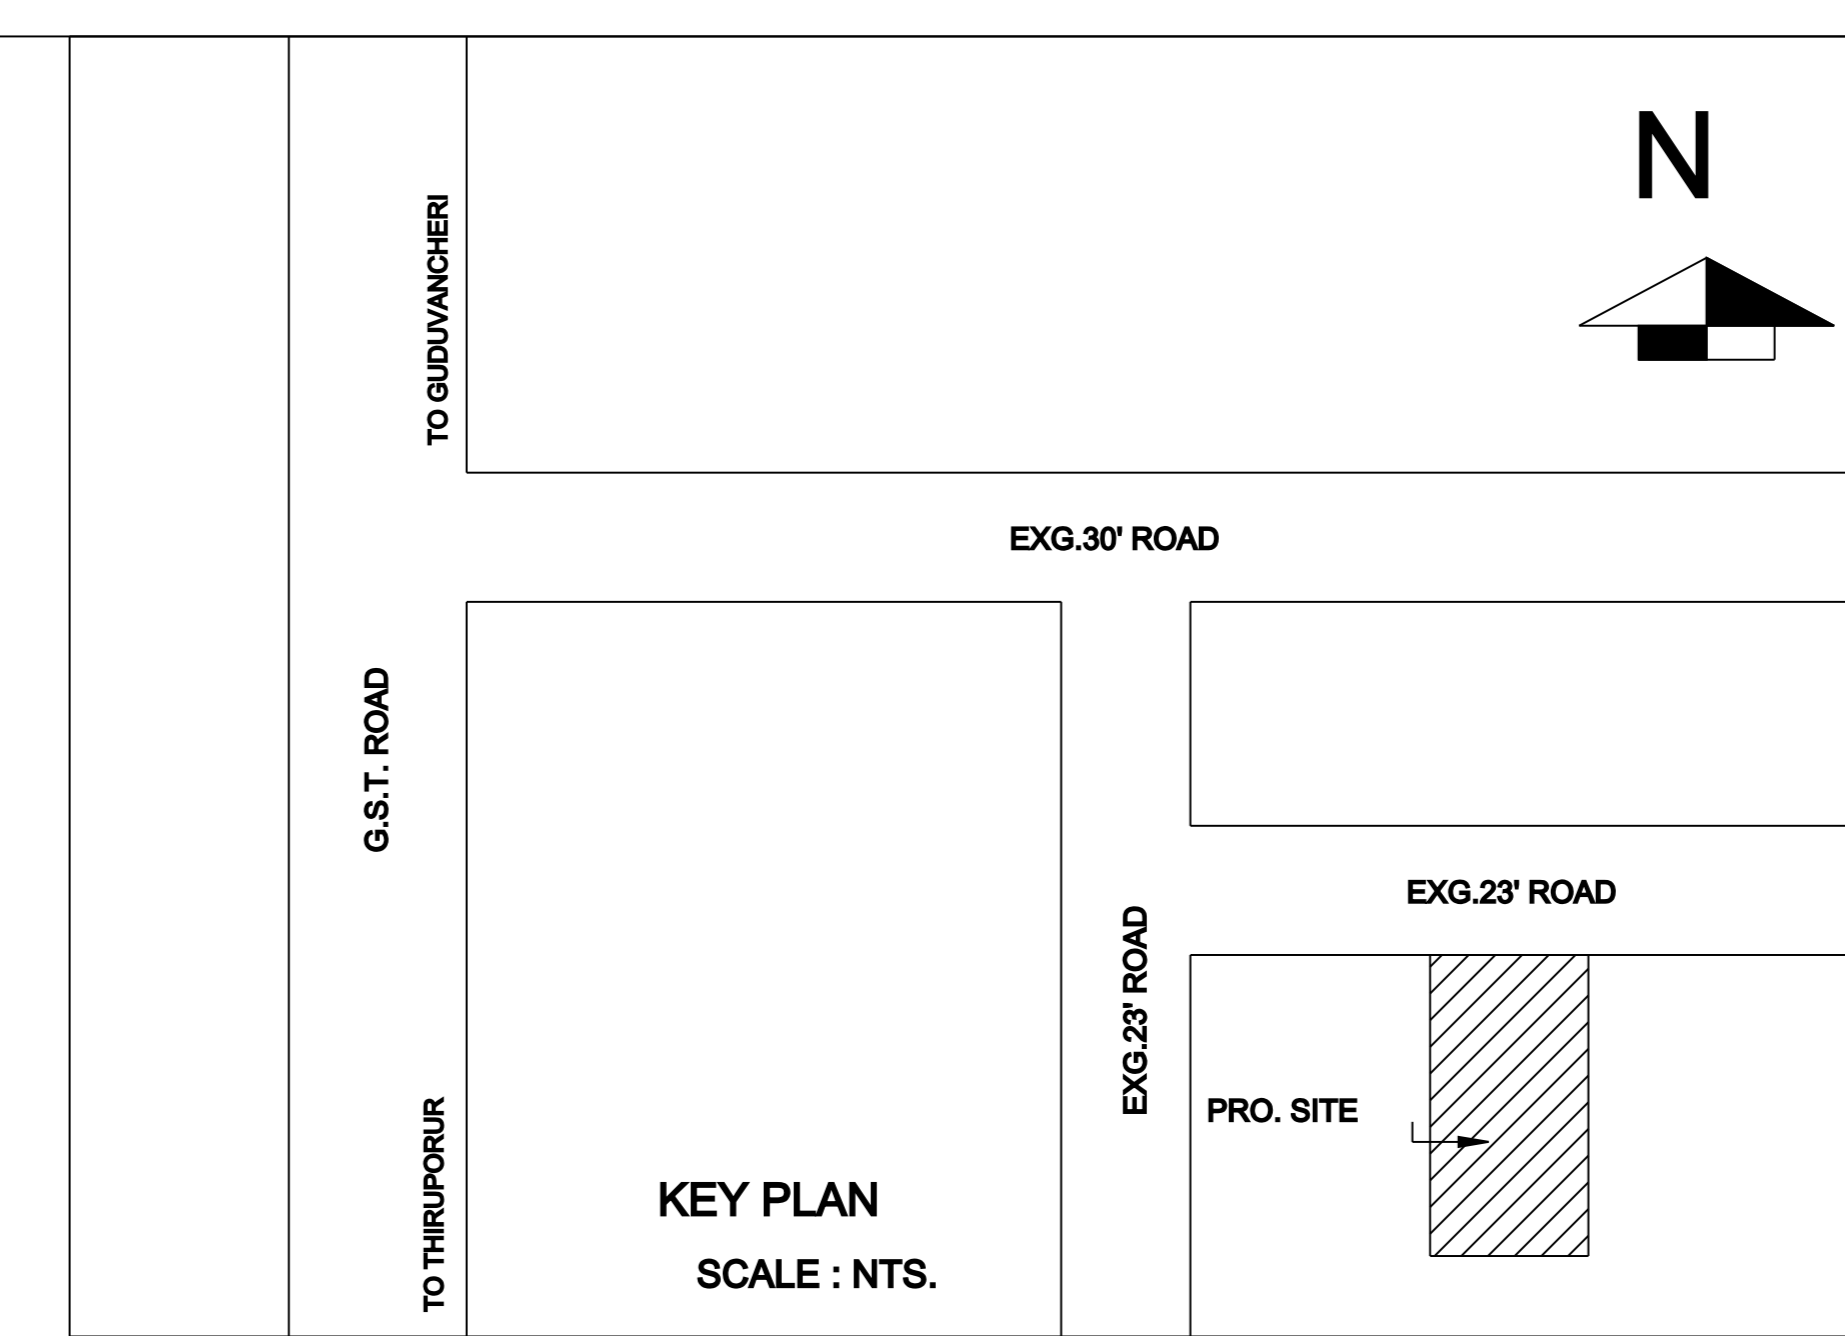 N
TO GUDUVANCHERI
EXG.30' ROAD
G.S.T. ROAD
EXG.23' ROAD
EXG.23' ROAD
PRO. SITE
TO THIRUPORUR
KEY PLAN
SCALE : NTS.